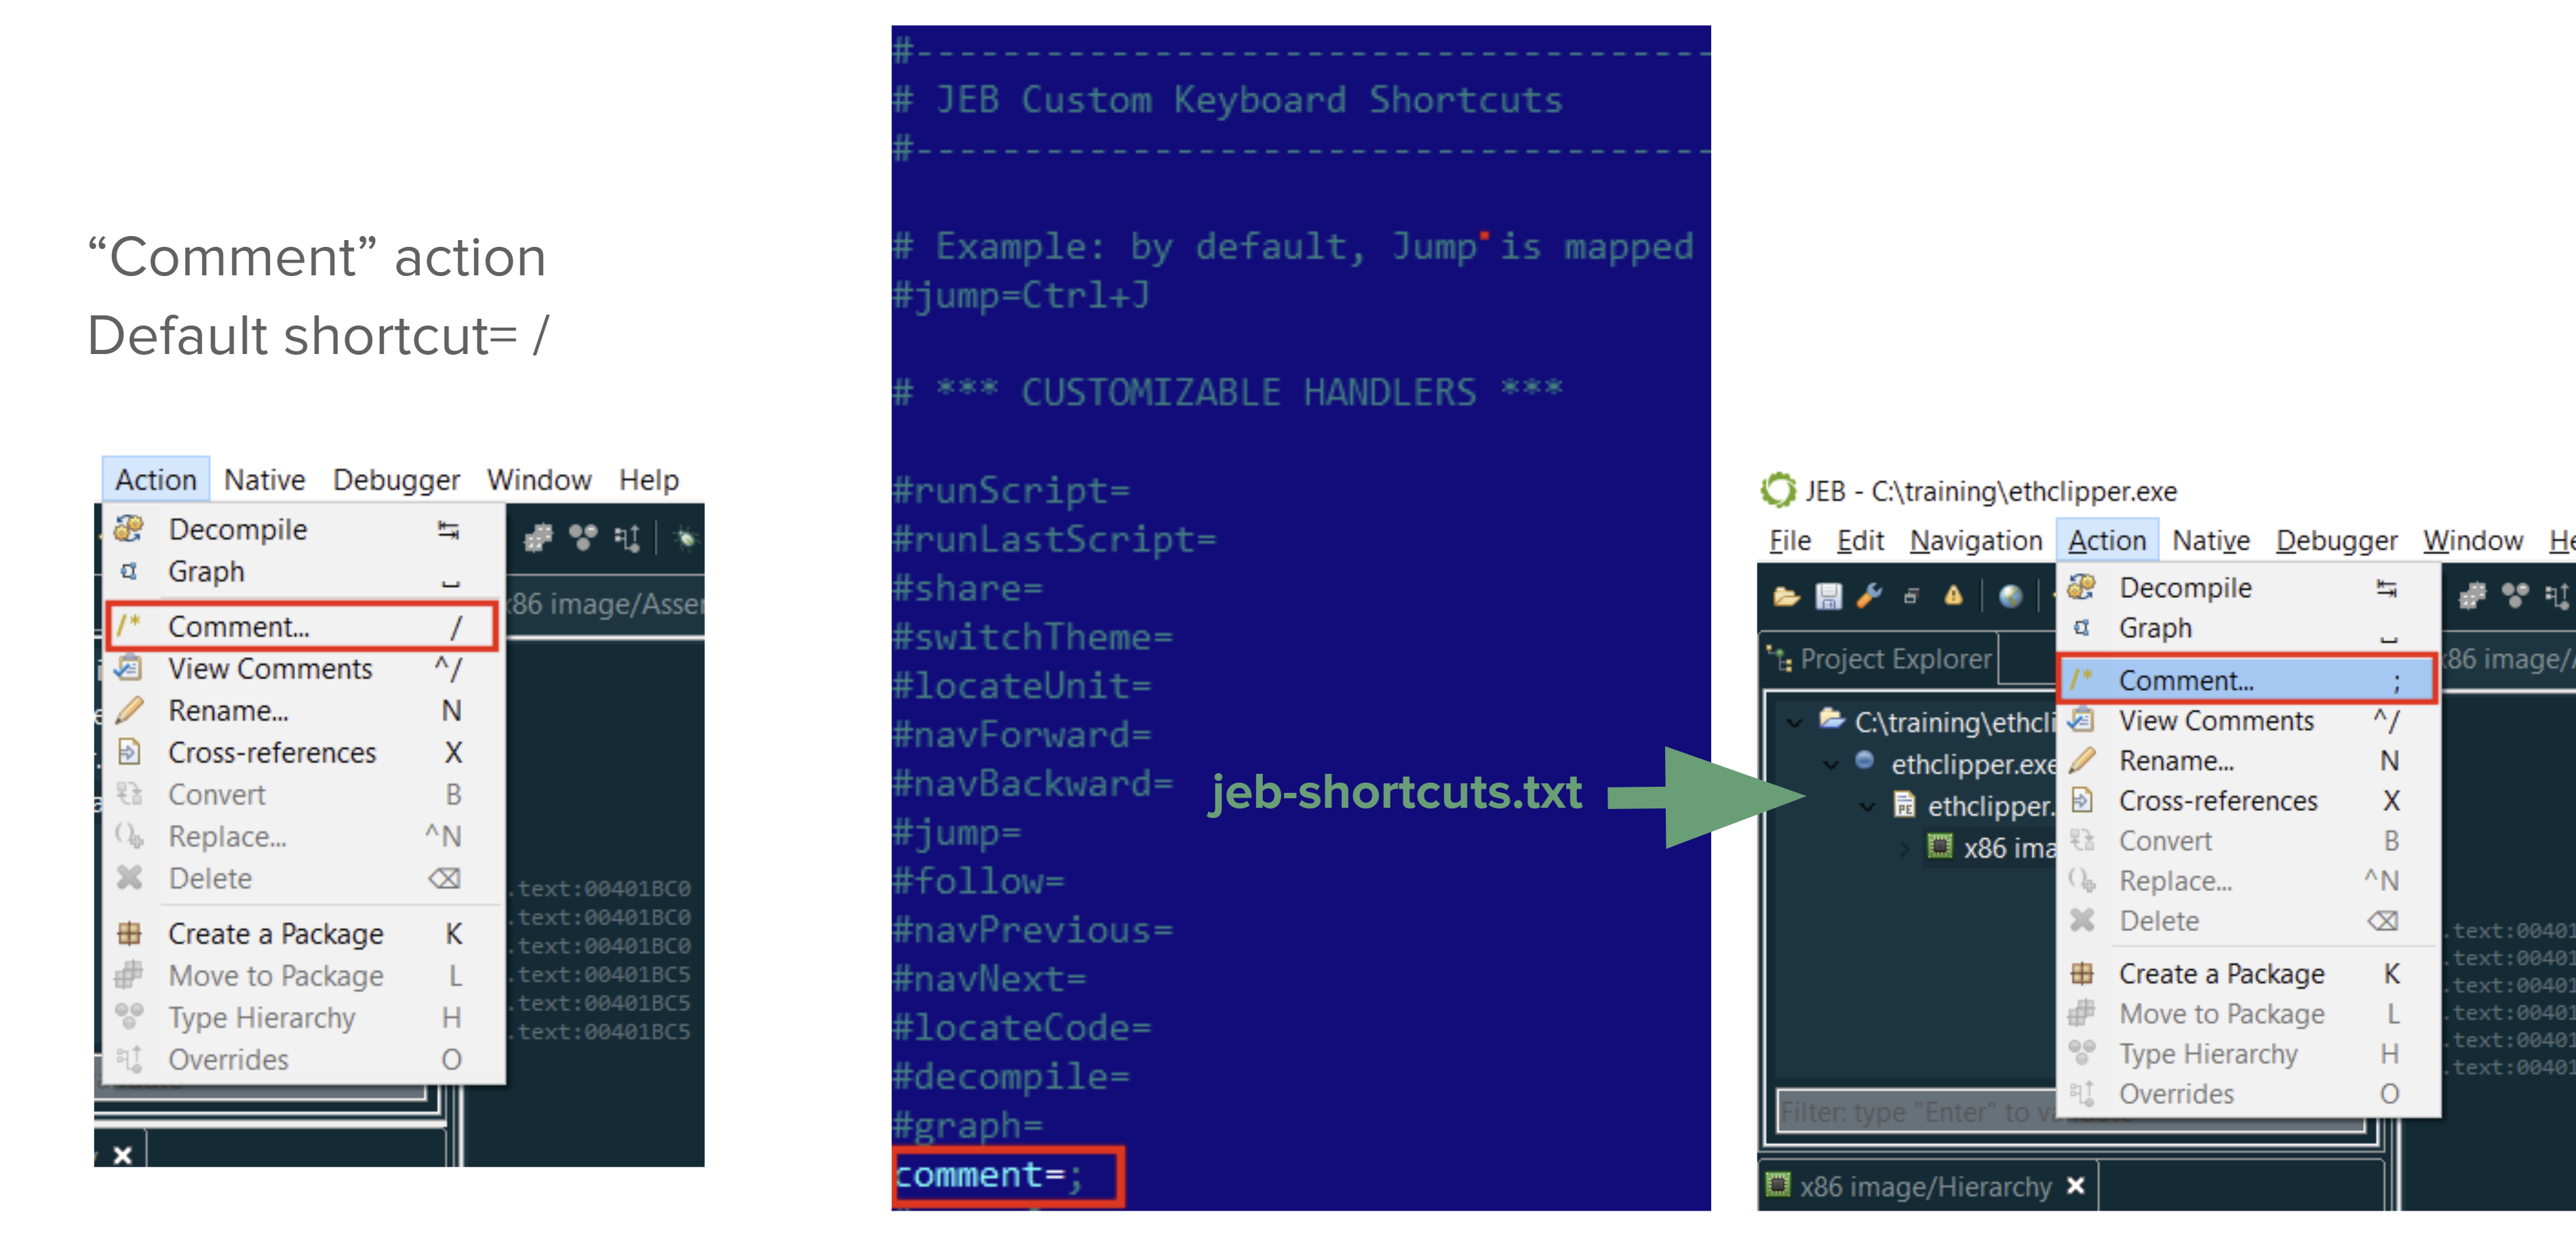 “Comment” action
Default shortcut= /
Action Native Debugger Window Help
Decompile
Graph
Comment... /
View Comments ^/
Rename... N
Cross-references X
Convert B
Replace... ^N
Delete
Create a Package K
Move to Package L
Type Hierarchy H
Overrides O
x86 image/Asser
.text:00401BC0
.text:00401BC0
.text:00401BC0
.text:00401BC5
.text:00401BC5
.text:00401BC5
#-------------------------------------
# JEB Custom Keyboard Shortcuts
#-------------------------------------
# Example: by default, Jump is mapped
#jump=Ctrl+J
# *** CUSTOMIZABLE HANDLERS ***
#runScript=
#runLastScript=
#share=
#switchTheme=
#locateUnit=
#navForward=
#navBackward=
#jump=
#follow=
#navPrevious=
#navNext=
#locateCode=
#decompile=
#graph=
comment=;
jeb-shortcuts.txt
JEB - C:\training\ethclipper.exe
File Edit Navigation Action Native Debugger Window He
Project Explorer
C:\training\ethcli
ethclipper.exe
ethclipper.
x86 ima
Filter: type "Enter" to va
x86 image/Hierarchy
Decompile
Graph
Comment... ;
View Comments ^/
Rename... N
Cross-references X
Convert B
Replace... ^N
Delete
Create a Package K
Move to Package L
Type Hierarchy H
Overrides O
x86 image/
.text:00401
.text:00401
.text:00401
.text:00401
.text:00401
.text:00401